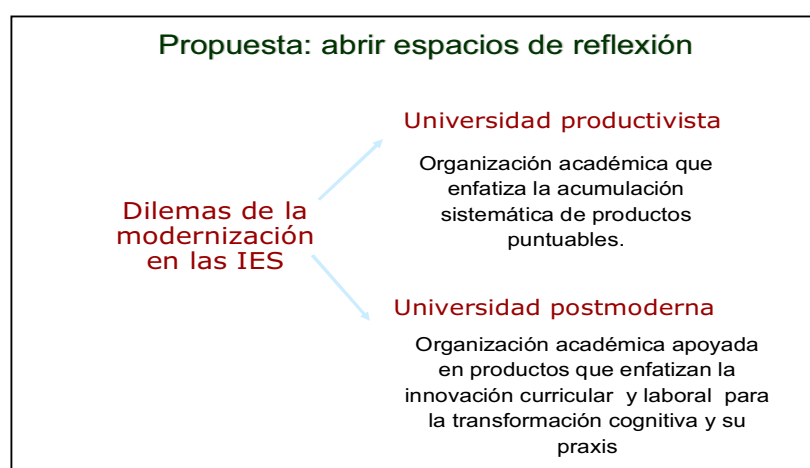 Propuesta: abrir espacios de reflexión
Universidad productivista
Organización académica que
enfatiza la acumulación
sistemática de productos
puntuables.
Dilemas de la
modernización
en las IES
Universidad postmoderna
Organización académica apoyada
en productos que enfatizan la
innovación curricular y laboral para
la transformación cognitiva y su
praxis